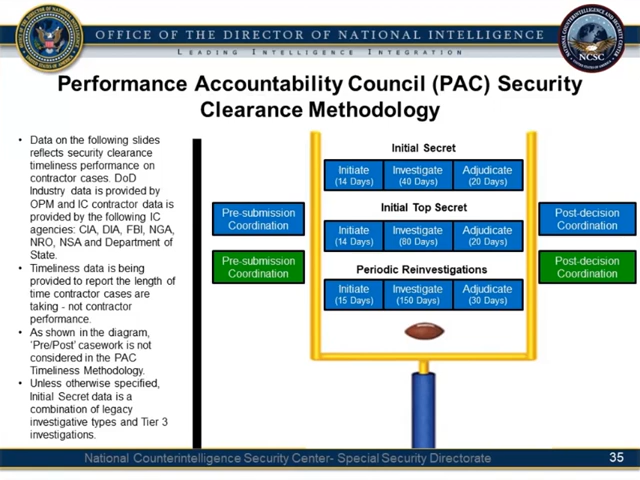 OFFICE OF THE DIRECTOR OF NATIONAL INTELLIGENCE
LEADING INTELLIGENCE INTEGRATION
NCSC
Performance Accountability Council (PAC) Security
Clearance Methodology
• Data on the following slides
reflects security clearance
timeliness performance on
contractor cases. DoD
Industry data is provided by
OPM and IC contractor data is
provided by the following IC
agencies: CIA, DIA, FBI, NGA,
NRO, NSA and Department of
State.
• Timeliness data is being
provided to report the length of
time contractor cases are
taking - not contractor
performance.
• As shown in the diagram,
'Pre/Post' casework is not
considered in the PAC
Timeliness Methodology.
• Unless otherwise specified,
Initial Secret data is a
combination of legacy
investigative types and Tier 3
investigations.
Initial Secret
Initiate Investigate Adjudicate
(14 Days) (40 Days) (20 Days)
Initial Top Secret
Pre-submission
Coordination
Initiate Investigate Adjudicate
(14 Days) (80 Days) (20 Days)
Post-decision
Coordination
Pre-submission
Coordination
Periodic Reinvestigations
Initiate Investigate Adjudicate
(15 Days) (150 Days) (30 Days)
Post-decision
Coordination
National Counterintelligence Security Center- Special Security Directorate
35